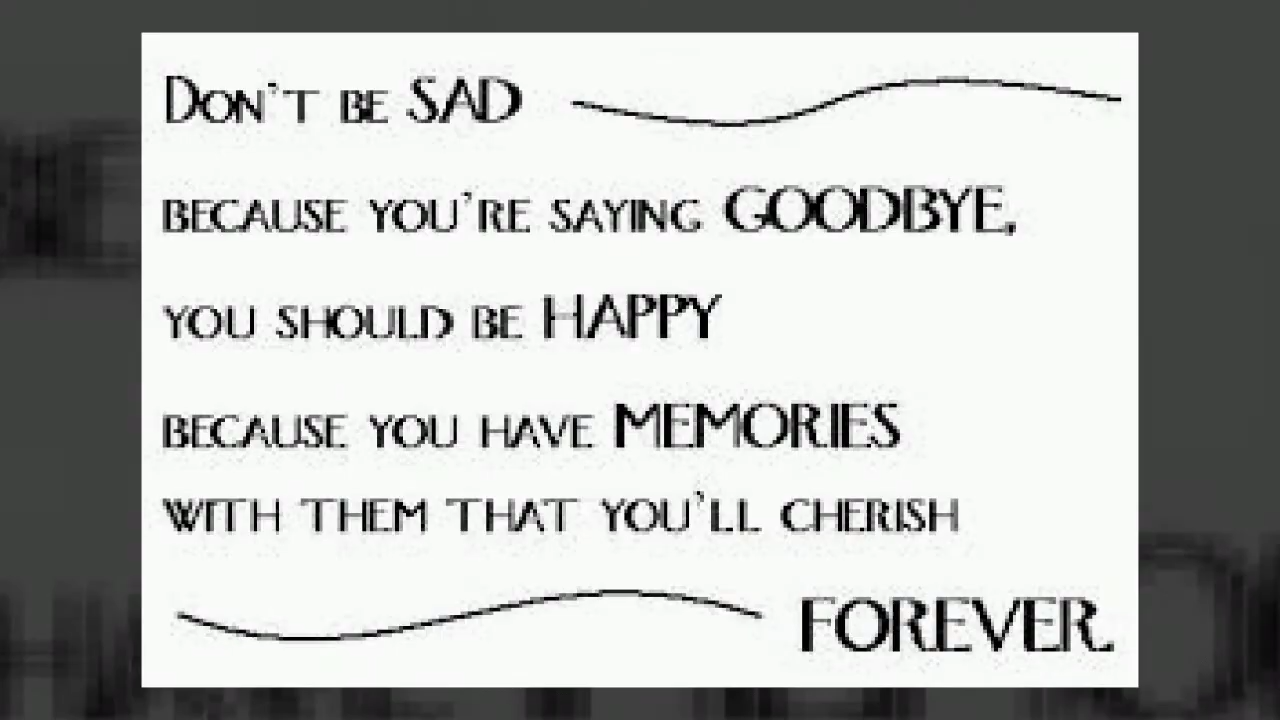 Don't be SAD
because you're saying GOODBYE,
you should be HAPPY
because you have MEMORIES
with them that you'll cherish
FOREVER.